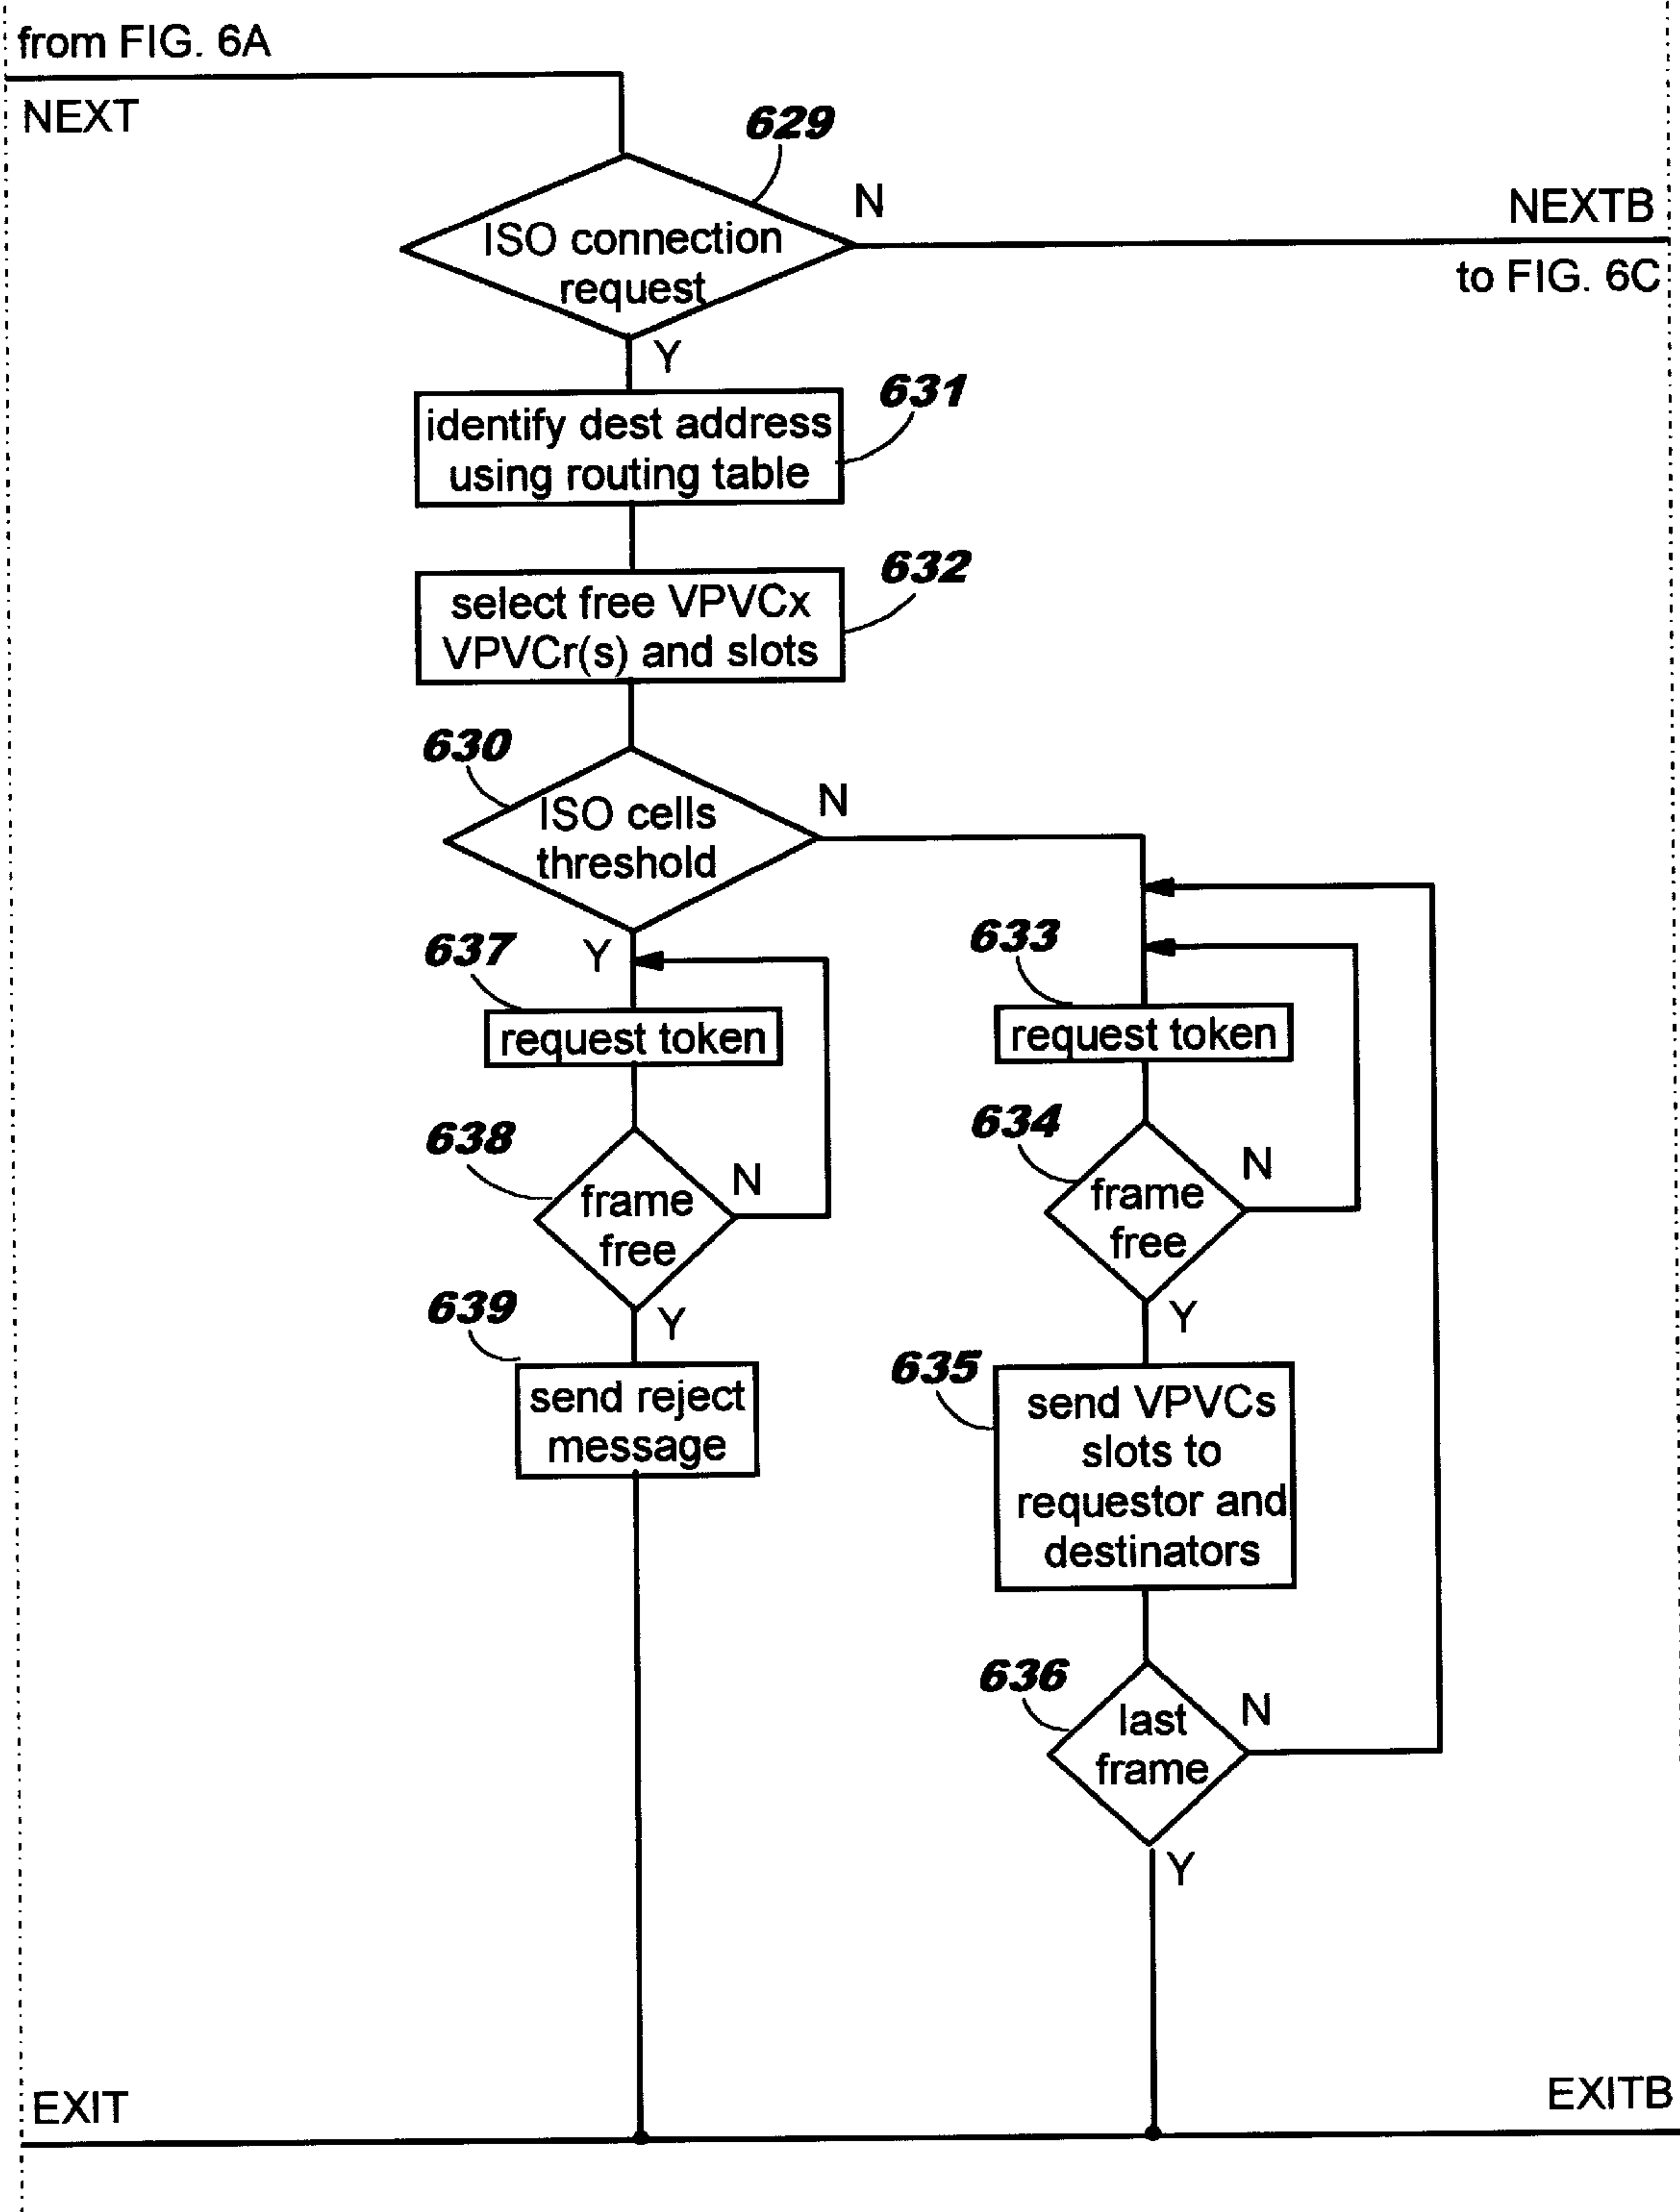 from FIG. 6A
NEXT
629
ISO connection
request
N
NEXTB
to FIG. 6C
Y
631
identify dest address
using routing table
632
select free VPVCx
VPVCr(s) and slots
630
ISO cells
threshold
N
Y
637
request token
633
request token
638
frame
free
N
634
frame
free
N
Y
639
send reject
message
Y
635
send VPVCs
slots to
requestor and
destinators
636
last
frame
N
Y
EXIT
EXITB